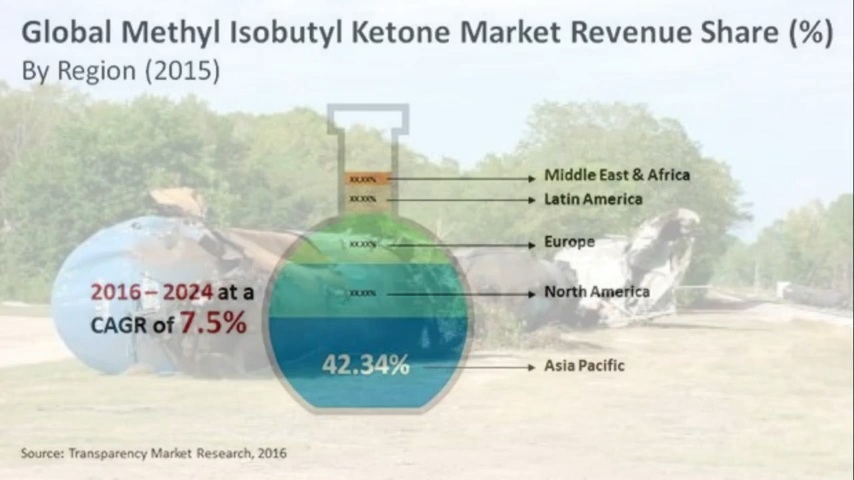 Global Methyl Isobutyl Ketone Market Revenue Share (%)
By Region (2015)
XX.XX% Middle East & Africa
XX.XX% Latin America
XX.XX% Europe
XX.XX% North America
2016 – 2024 at a
CAGR of 7.5%
42.34% Asia Pacific
Source: Transparency Market Research, 2016